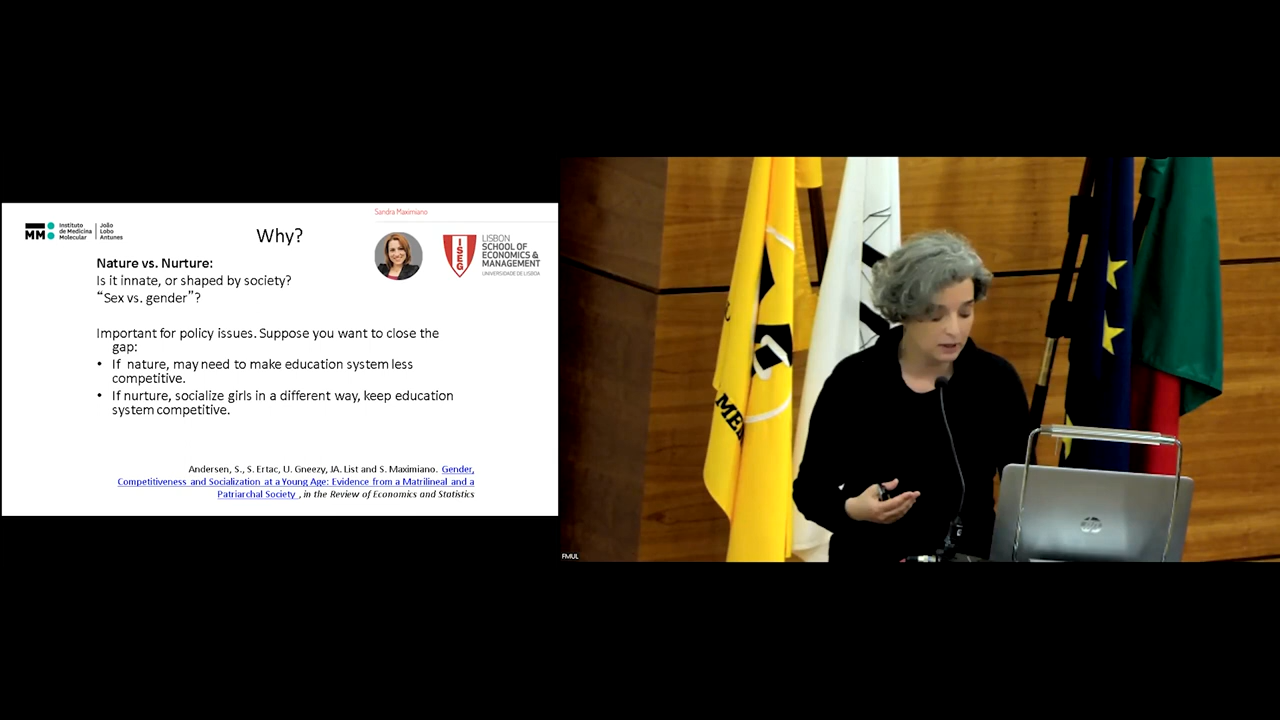 Sandra Maximiano
MM
Instituto
de Medicina
Molecular
João
Lobo
Antunes
Why?
ISEG
LISBON
SCHOOL OF
ECONOMICS &
MANAGEMENT
UNIVERSIDADE DE LISBOA
Nature vs. Nurture:
Is it innate, or shaped by society?
“Sex vs. gender”?
Important for policy issues. Suppose you want to close the
gap:
• If nature, may need to make education system less
competitive.
• If nurture, socialize girls in a different way, keep education
system competitive.
Andersen, S., S. Ertac, U. Gneezy, JA. List and S. Maximiano. Gender,
Competitiveness and Socialization at a Young Age: Evidence from a Matrilineal and a
Patriarchal Society , in the Review of Economics and Statistics
hp
FMUL